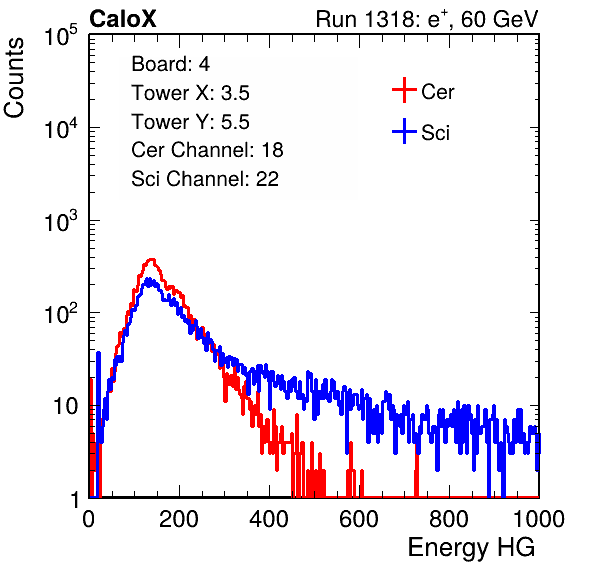 CaloX Run 1318: e⁺, 60 GeV
Counts
Board: 4
Tower X: 3.5
Tower Y: 5.5
Cer Channel: 18
Sci Channel: 22
Cer
Sci
10⁵
10⁴
10³
10²
10
1
0 200 400 600 800 1000
Energy HG